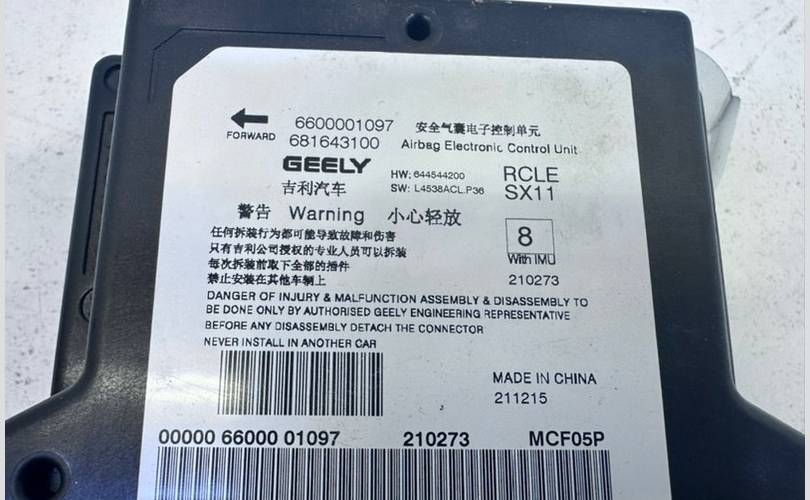 6600001097 安全气囊电子控制单元
FORWARD 681643100 Airbag Electronic Control Unit
GEELY HW: 644544200 RCLE
吉利汽车 SW: L4538ACL.P36 SX11
警告 Warning 小心轻放
任何拆装行为都可能导致故障和伤害
只有吉利公司授权的专业人员可以拆装
每次拆装前取下全部的插件
禁止安装在其他车辆上
8
With IMU
210273
DANGER OF INJURY & MALFUNCTION ASSEMBLY & DISASSEMBLY TO
BE DONE ONLY BY AUTHORISED GEELY ENGINEERING REPRESENTATIVE
BEFORE ANY DISASSEMBLY DETACH THE CONNECTOR
NEVER INSTALL IN ANOTHER CAR
MADE IN CHINA
211215
00000 66000 01097 210273 MCF05P